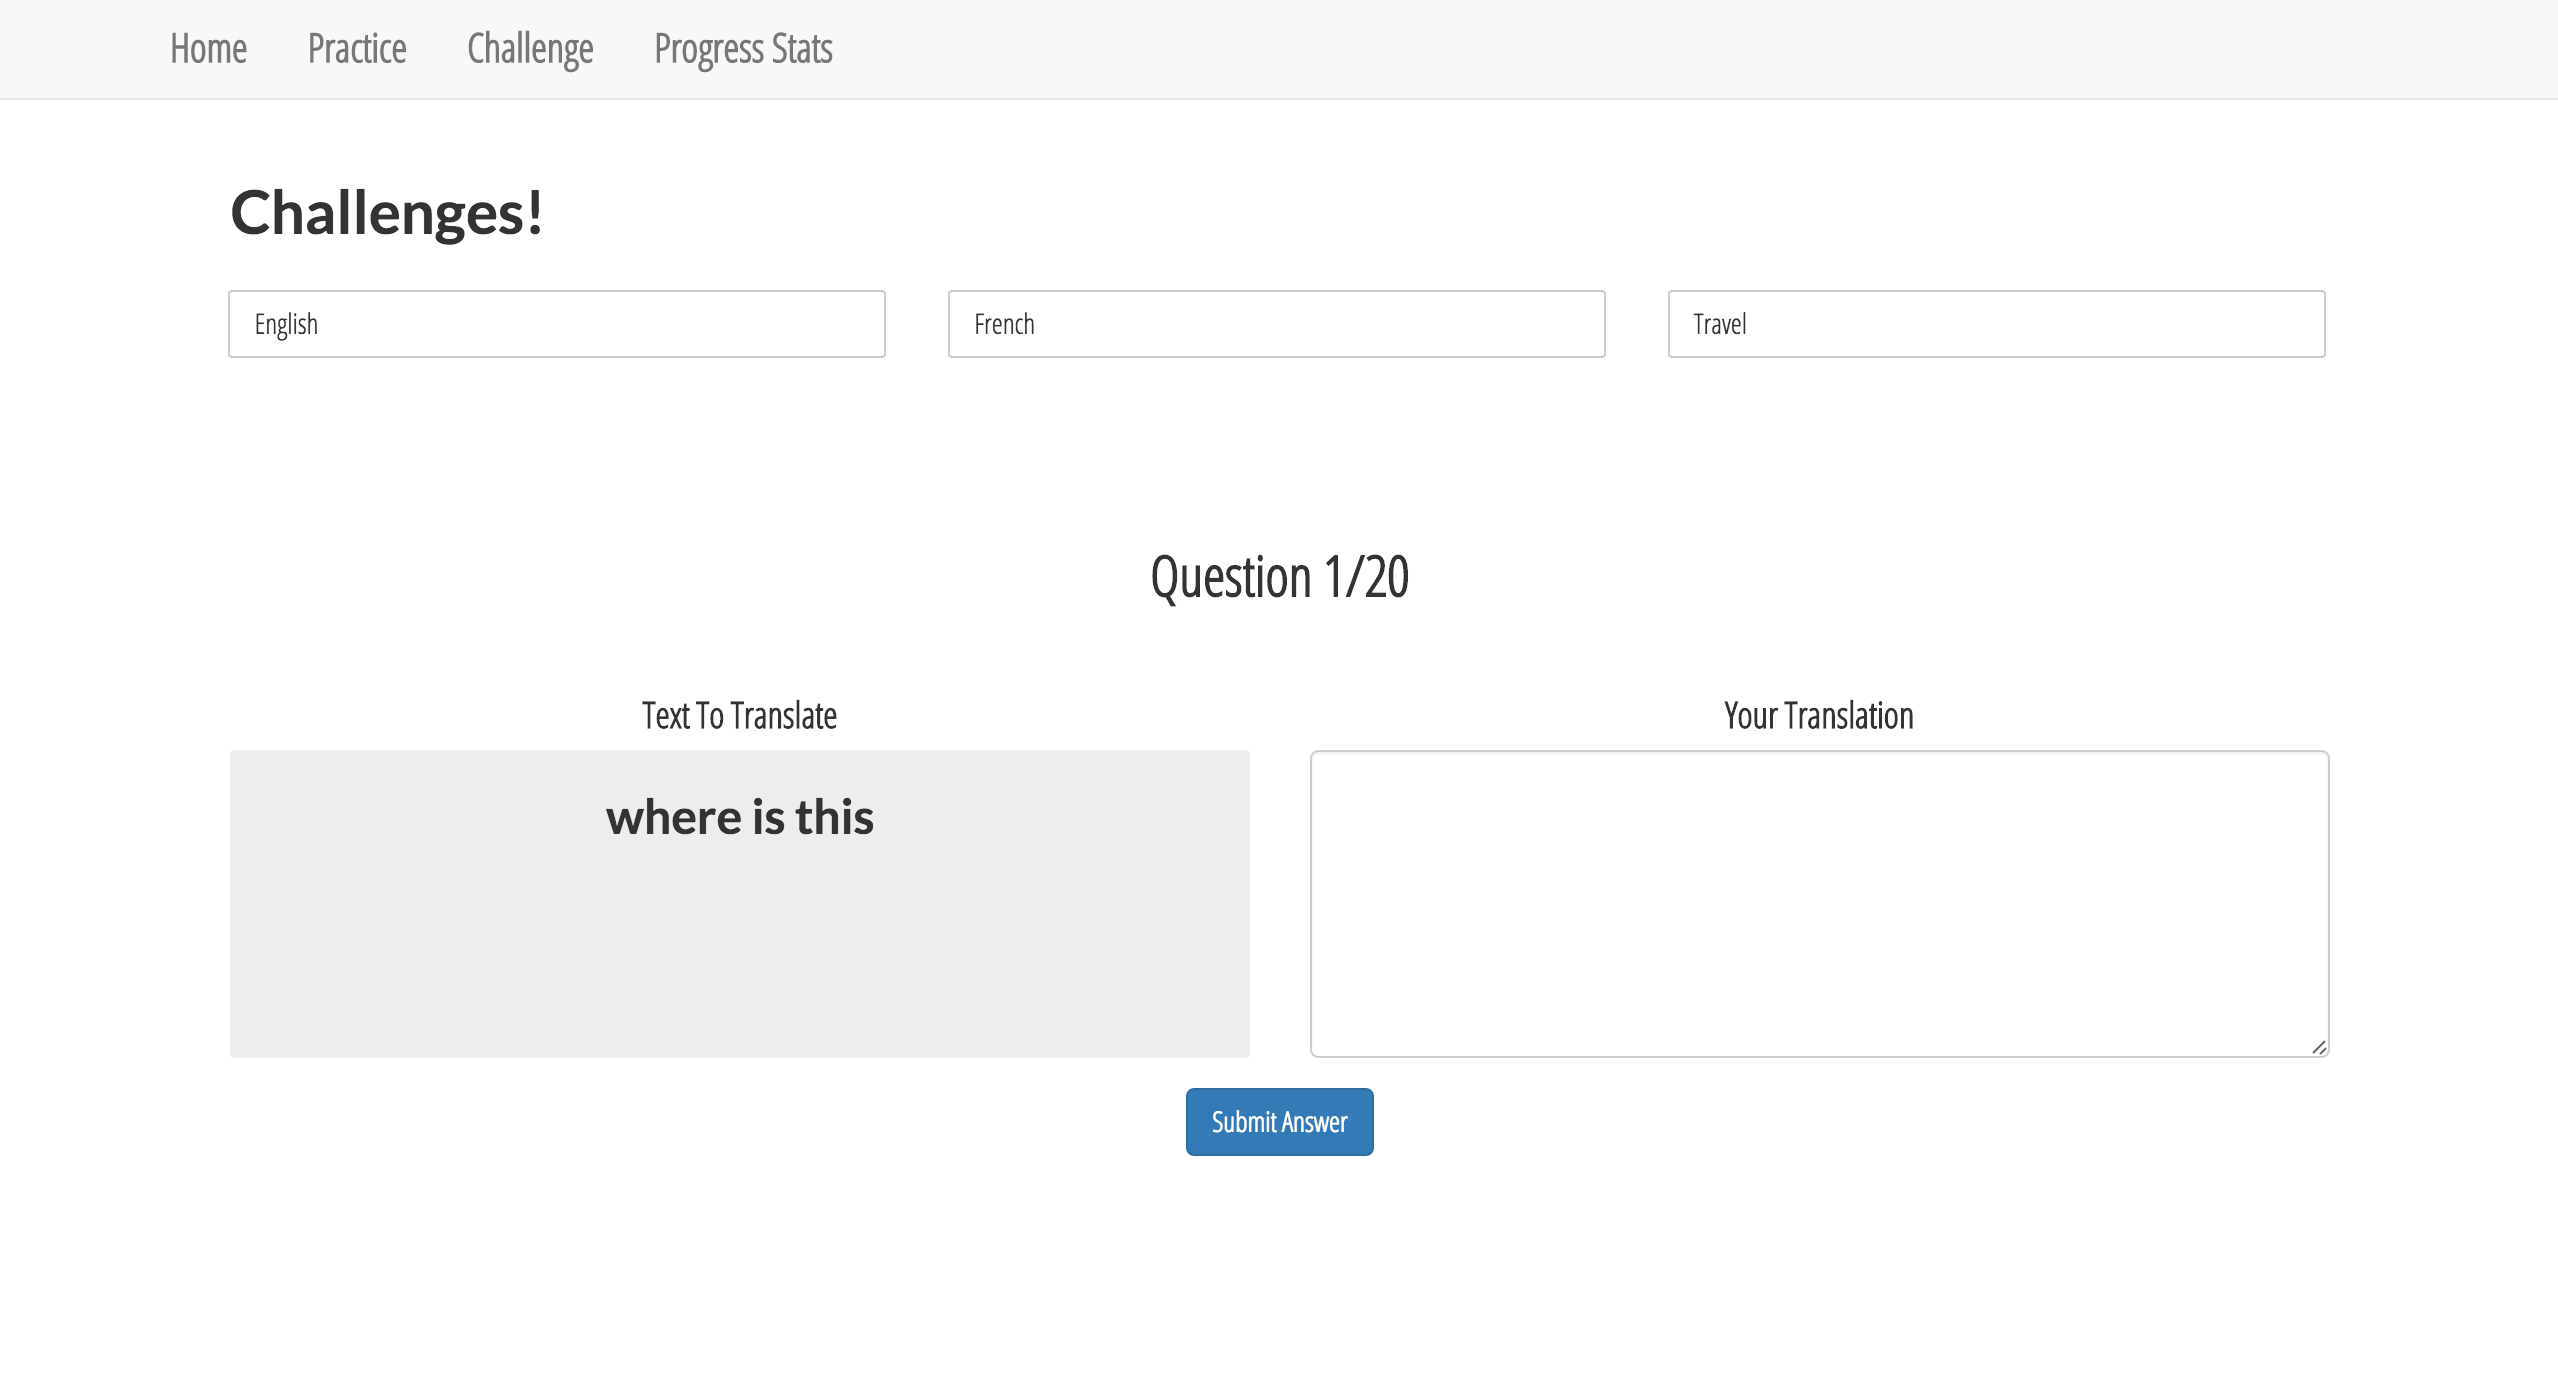 Home Practice Challenge Progress Stats
Challenges!
English French Travel
Question 1/20
Text To Translate Your Translation
where is this
Submit Answer